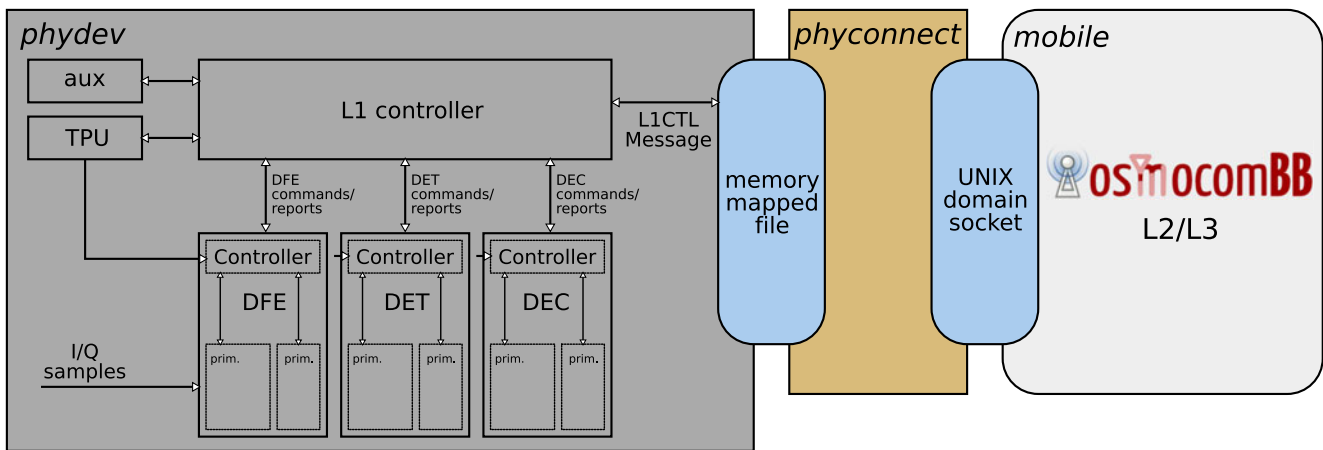 phydev
aux
TPU
L1 controller
L1CTL
Message
DFE
commands/
reports
DET
commands/
reports
DEC
commands/
reports
Controller
DFE
prim.
prim.
Controller
DET
prim.
prim.
Controller
DEC
prim.
prim.
I/Q
samples
memory
mapped
file
phyconnect
UNIX
domain
socket
mobile
osmocomBB
L2/L3